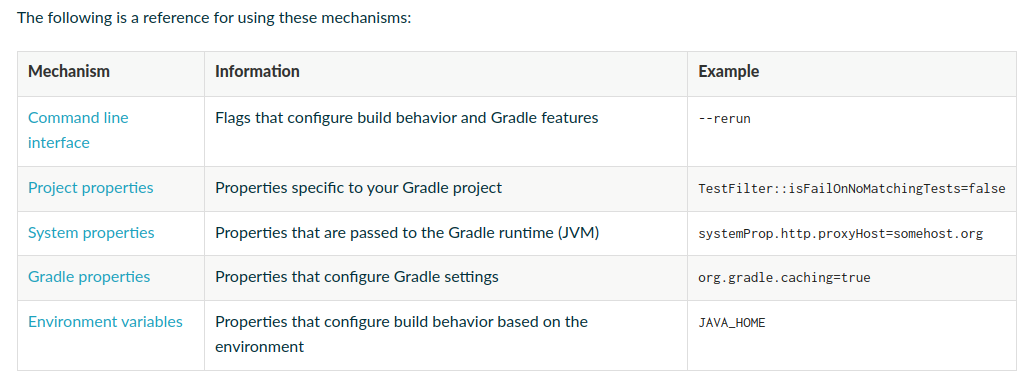 The following is a reference for using these mechanisms:
Mechanism Information Example
Command line interface Flags that configure build behavior and Gradle features --rerun
Project properties Properties specific to your Gradle project TestFilter::isFailOnNoMatchingTests=false
System properties Properties that are passed to the Gradle runtime (JVM) systemProp.http.proxyHost=somehost.org
Gradle properties Properties that configure Gradle settings org.gradle.caching=true
Environment variables Properties that configure build behavior based on the environment JAVA_HOME